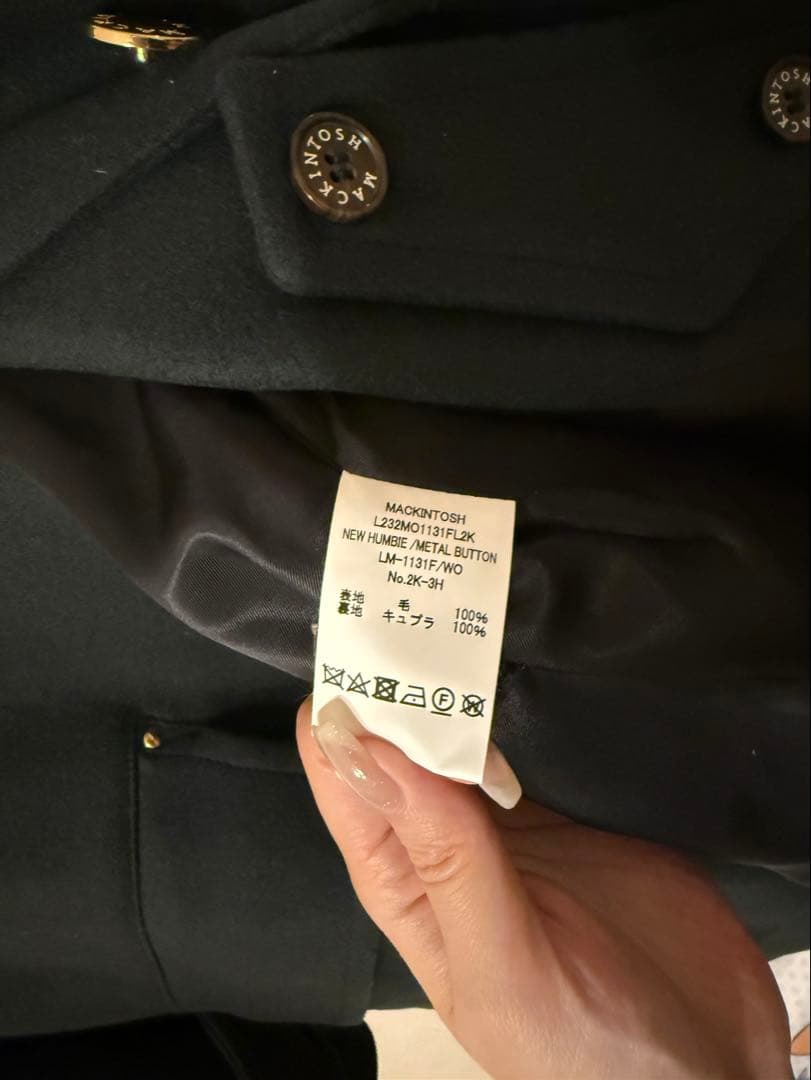 MACKINTOSH
MACKINTOSH
MACKINTOSH
L232MO1131FL2K
NEW HUMBIE /METAL BUTTON
LM-1131F/WO
No.2K-3H
表地 毛 100%
裏地 キュプラ 100%
F
W